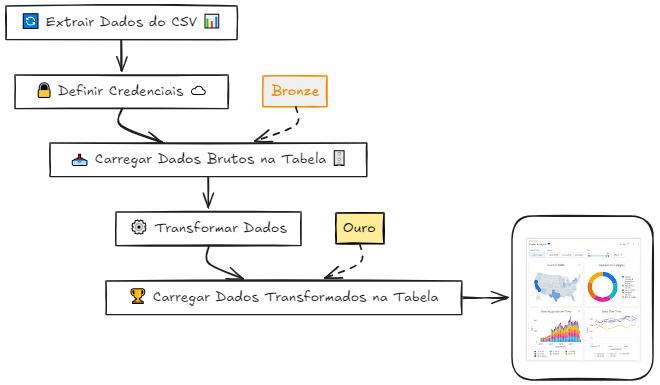 Extrair Dados do CSV
Definir Credenciais
Bronze
Carregar Dados Brutos na Tabela
Transformar Dados
Ouro
Carregar Dados Transformados na Tabela